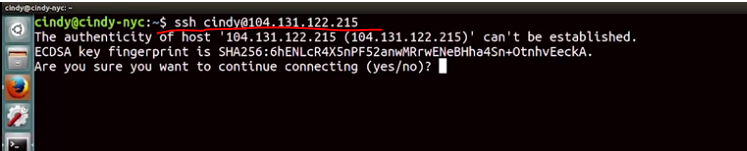 cindy@cindy-nyc: ~
cindy@cindy-nyc:~$ ssh cindy@104.131.122.215
The authenticity of host '104.131.122.215 (104.131.122.215)' can't be established.
ECDSA key fingerprint is SHA256:6hENLcR4X5nPF52anwMRrwENeBHha4Sn+OtnhvEeckA.
Are you sure you want to continue connecting (yes/no)?